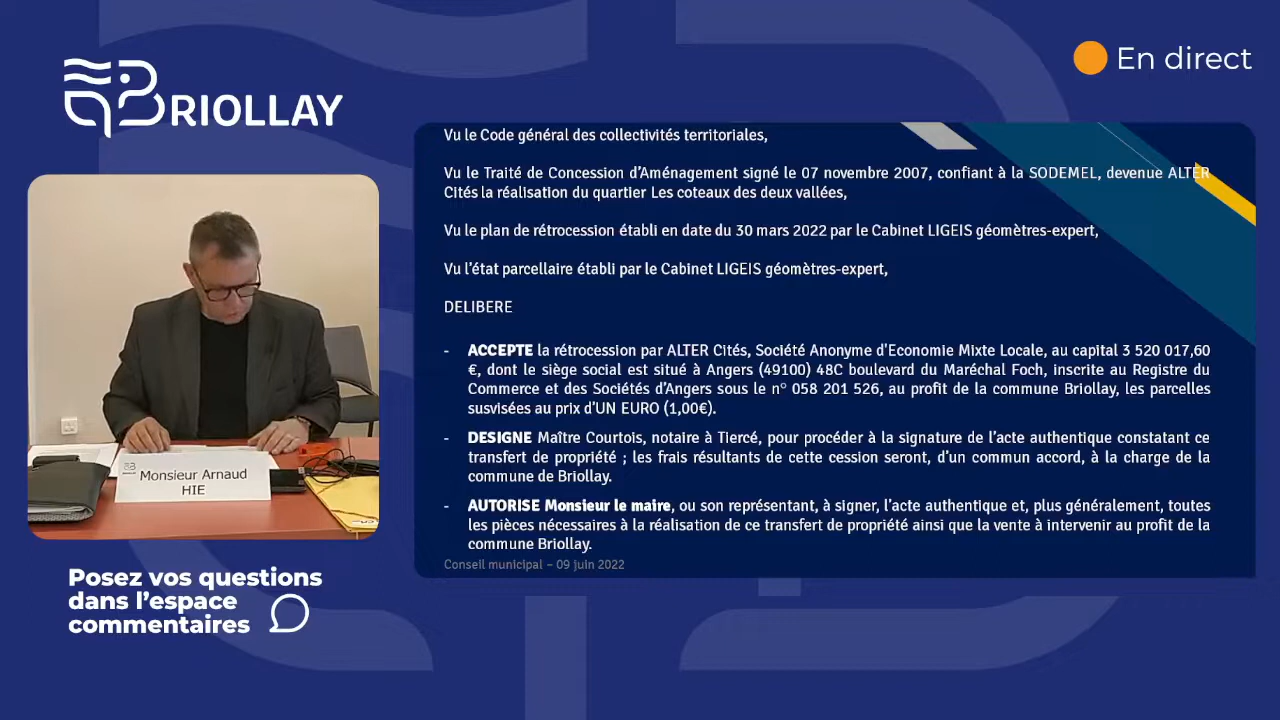 BRIOLLAY
En direct
Vu le Code général des collectivités territoriales,
Vu le Traité de Concession d'Aménagement signé le 07 novembre 2007, confiant à la SODEMEL, devenue ALTER
Cités la réalisation du quartier Les coteaux des deux vallées,
Vu le plan de rétrocession établi en date du 30 mars 2022 par le Cabinet LIGEIS géomètres-expert,
Vu l'état parcellaire établi par le Cabinet LIGEIS géomètres-expert,
DELIBERE
- ACCEPTE la rétrocession par ALTER Cités, Société Anonyme d'Economie Mixte Locale, au capital 3 520 017,60
€, dont le siège social est situé à Angers (49100) 48C boulevard du Maréchal Foch, inscrite au Registre du
Commerce et des Sociétés d'Angers sous le n° 058 201 526, au profit de la commune Briollay, les parcelles
susvisées au prix d'UN EURO (1,00€).
- DESIGNE Maître Courtois, notaire à Tiercé, pour procéder à la signature de l'acte authentique constatant ce
transfert de propriété ; les frais résultants de cette cession seront, d'un commun accord, à la charge de la
commune de Briollay.
- AUTORISE Monsieur le maire, ou son représentant, à signer, l'acte authentique et, plus généralement, toutes
les pièces nécessaires à la réalisation de ce transfert de propriété ainsi que la vente à intervenir au profit de la
commune Briollay.
Conseil municipal – 09 juin 2022
Monsieur Arnaud
HIE
Posez vos questions
dans l'espace
commentaires